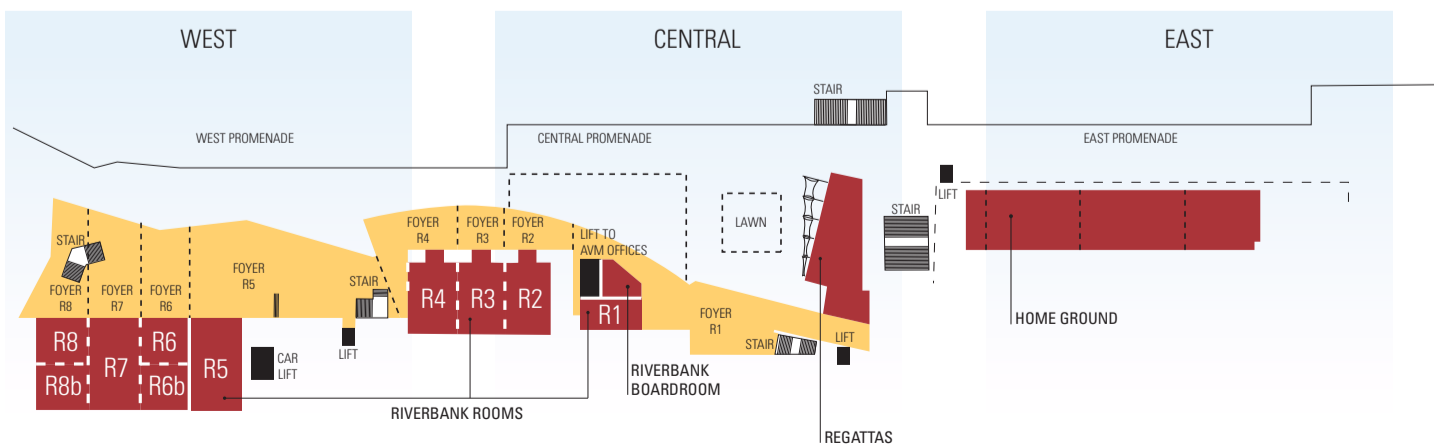 WEST
CENTRAL
EAST
STAIR
WEST PROMENADE
CENTRAL PROMENADE
EAST PROMENADE
LIFT
STAIR
LAWN
FOYER
R4
FOYER
R3
FOYER
R2
LIFT TO
AVM OFFICES
STAIR
FOYER
R8
FOYER
R7
FOYER
R6
FOYER
R5
STAIR
R4
R3
R2
R1
FOYER
R1
STAIR
LIFT
HOME GROUND
R8
R8b
R7
R6
R6b
R5
CAR
LIFT
LIFT
RIVERBANK
BOARDROOM
RIVERBANK ROOMS
REGATTAS